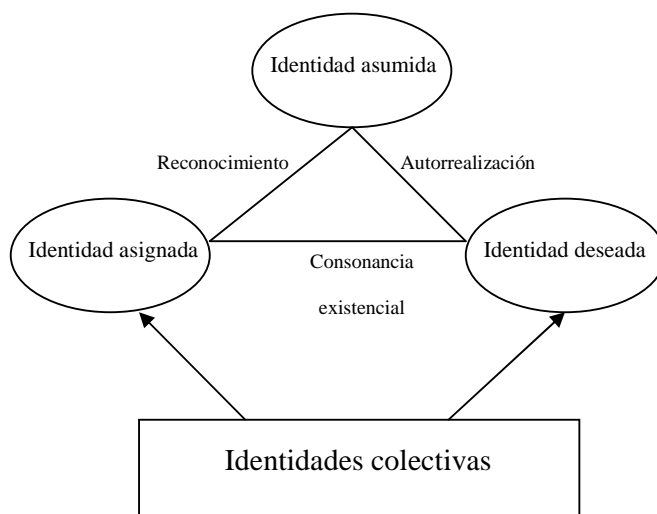 Identidad asumida
Reconocimiento
Autorrealización
Identidad asignada
Identidad deseada
Consonancia
existencial
Identidades colectivas